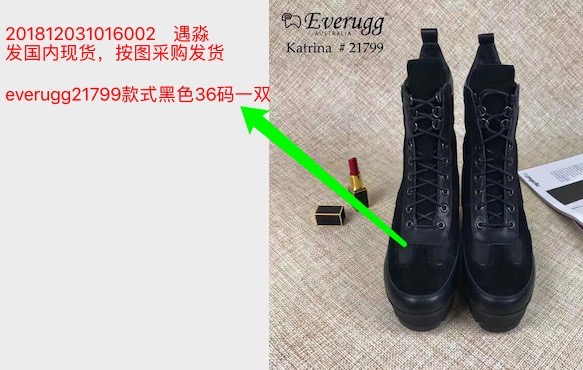 201812031016002 遇淼
发国内现货，按图采购发货
everugg21799款式黑色36码一双
Everugg
AUSTRALIA
Katrina # 21799